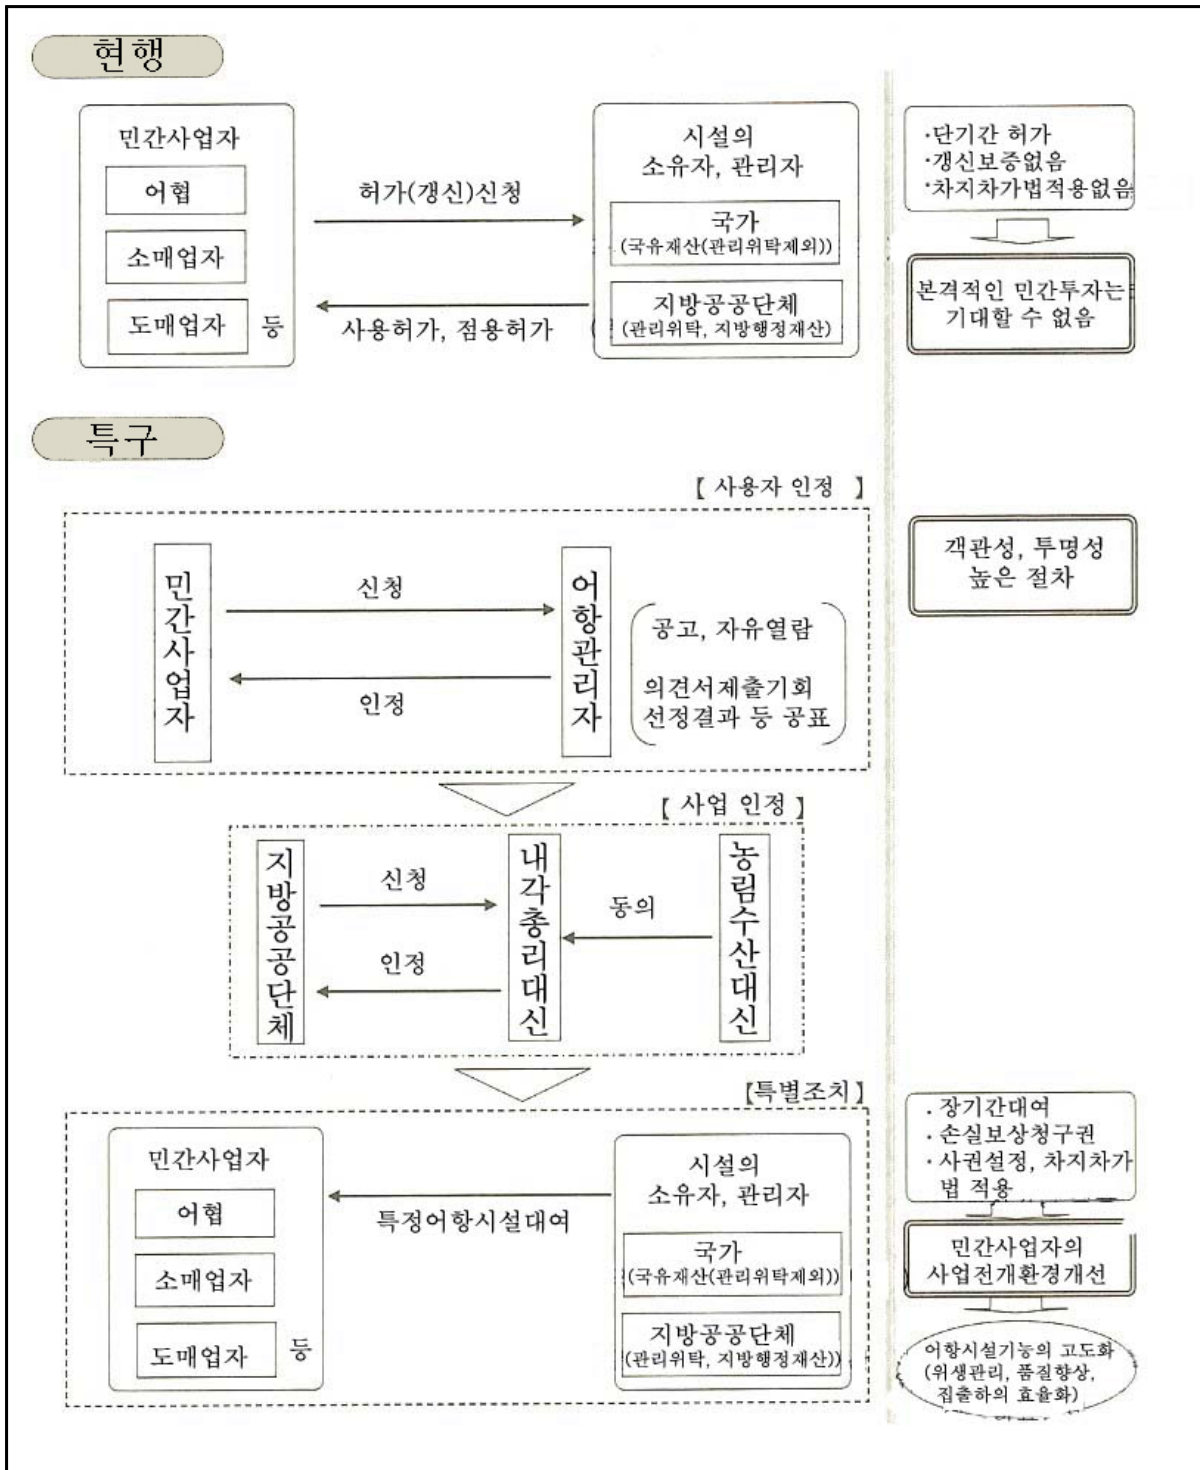 현행
민간사업자
어협
소매업자
도매업자 등
허가(갱신)신청
사용허가, 점용허가
시설의
소유자, 관리자
국가
(국유재산(관리위탁제외))
지방공공단체
(관리위탁, 지방행정재산)
·단기간 허가
·갱신보증없음
·차지차가법적용없음
본격적인 민간투자는
기대할 수 없음
특구
【 사용자 인정 】
민간사업자
신청
인정
어항관리자
공고, 자유열람
의견서제출기회
선정결과 등 공표
객관성, 투명성
높은 절차
【 사업 인정 】
지방공공단체
신청
인정
내각총리대신
동의
농림수산대신
【특별조치】
민간사업자
어협
소매업자
도매업자 등
특정어항시설대여
시설의
소유자, 관리자
국가
(국유재산(관리위탁제외))
지방공공단체
(관리위탁, 지방행정재산))
. 장기간대여
· 손실보상청구권
· 사권설정, 차지차가
법 적용
민간사업자의
사업전개환경개선
어항시설기능의 고도화
(위생관리, 품질향상,
집출하의 효율화)